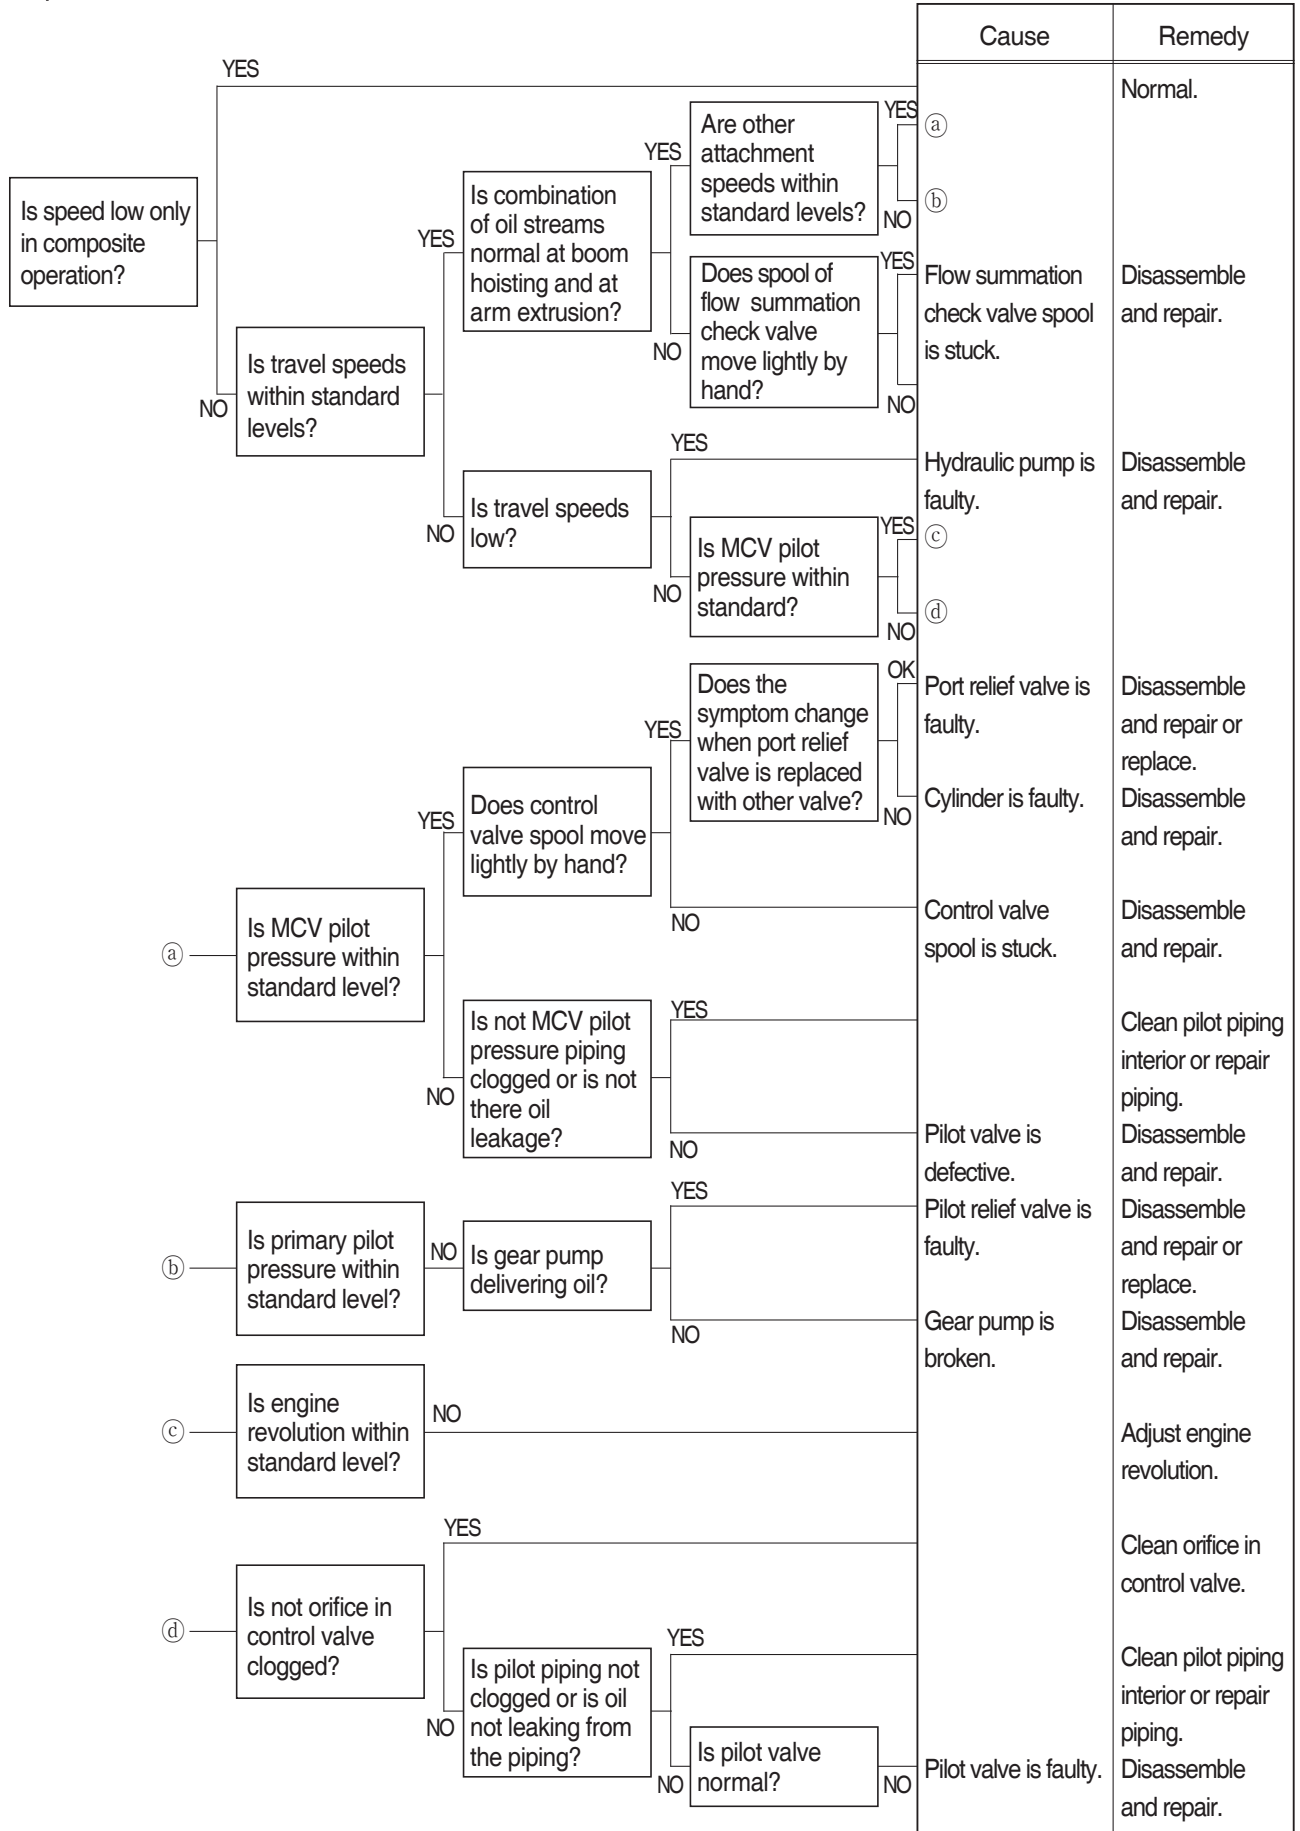 Cause
Remedy
YES
Normal.
Is speed low only
in composite
operation?
NO
Is travel speeds
within standard
levels?
YES
Is combination
of oil streams
normal at boom
hoisting and at
arm extrusion?
YES
Are other
attachment
speeds within
standard levels?
YES
ⓐ
NO
ⓑ
NO
Does spool of
flow summation
check valve
move lightly by
hand?
YES
Flow summation
check valve spool
is stuck.
Disassemble
and repair.
NO
NO
Is travel speeds
low?
YES
Hydraulic pump is
faulty.
Disassemble
and repair.
NO
Is MCV pilot
pressure within
standard?
YES
ⓒ
NO
ⓓ
ⓐ
Is MCV pilot
pressure within
standard level?
YES
Does control
valve spool move
lightly by hand?
YES
Does the
symptom change
when port relief
valve is replaced
with other valve?
OK
Port relief valve is
faulty.
Disassemble
and repair or
replace.
NO
Cylinder is faulty.
Disassemble
and repair.
NO
Control valve
spool is stuck.
Disassemble
and repair.
NO
Is not MCV pilot
pressure piping
clogged or is not
there oil
leakage?
YES
Clean pilot piping
interior or repair
piping.
NO
Pilot valve is
defective.
Disassemble
and repair.
ⓑ
Is primary pilot
pressure within
standard level?
NO
Is gear pump
delivering oil?
YES
Pilot relief valve is
faulty.
Disassemble
and repair or
replace.
NO
Gear pump is
broken.
Disassemble
and repair.
ⓒ
Is engine
revolution within
standard level?
NO
Adjust engine
revolution.
ⓓ
Is not orifice in
control valve
clogged?
YES
Clean orifice in
control valve.
NO
Is pilot piping not
clogged or is oil
not leaking from
the piping?
YES
Clean pilot piping
interior or repair
piping.
NO
Is pilot valve
normal?
NO
Pilot valve is faulty.
Disassemble
and repair.